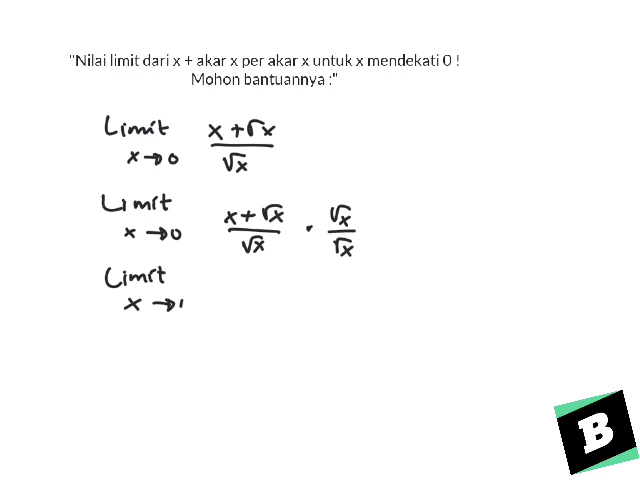 "Nilai limit dari x + akar x per akar x untuk x mendekati 0 !
Mohon bantuannya :"
Limit x + √x
x → 0 √x
Limit x + √x . √x
x → 0 √x √x
Limit
x →
B